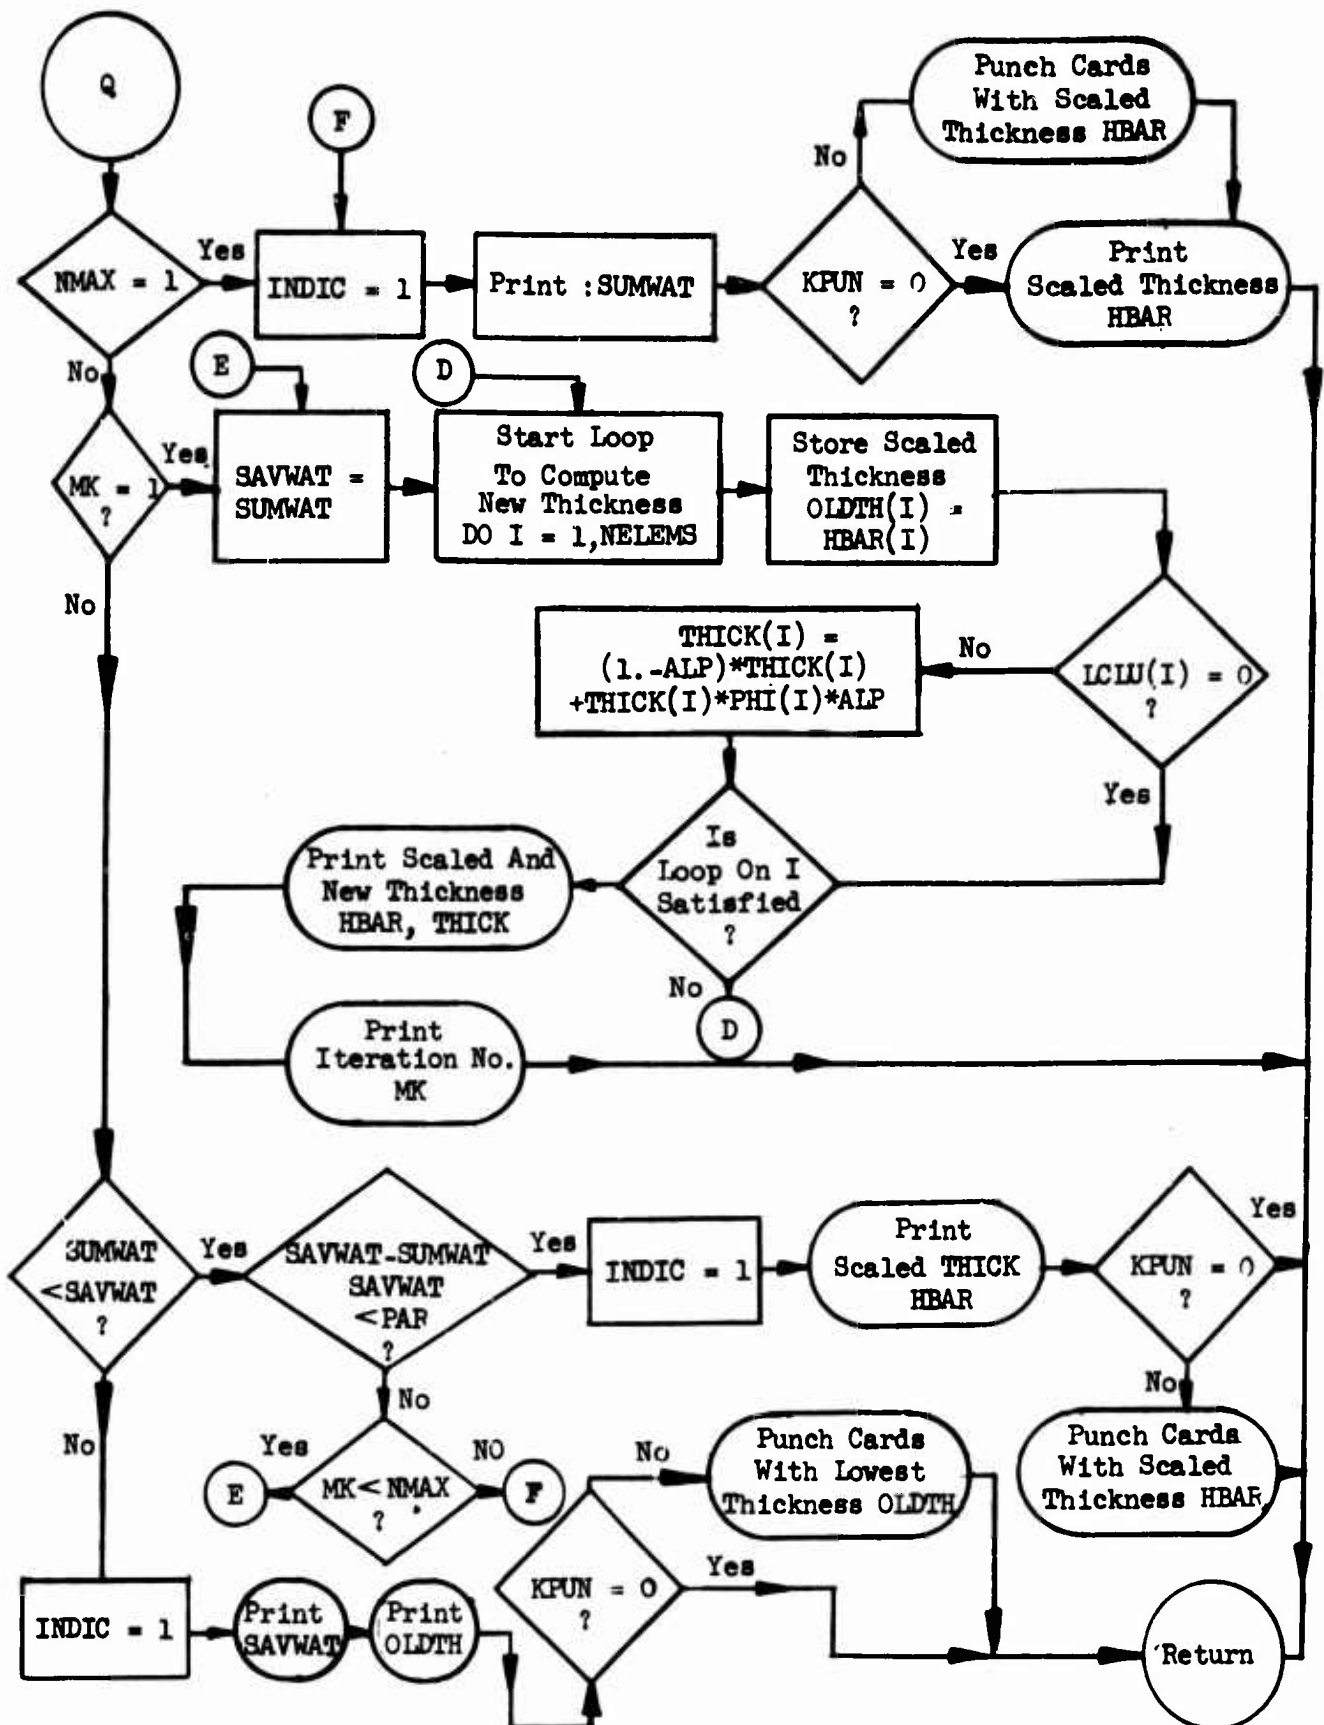 Q
F
Punch Cards
With Scaled
Thickness HBAR
No
NMAX = 1
Yes
INDIC = 1
Print :SUMWAT
KPUN = 0
?
Yes
Print
Scaled Thickness
HBAR
No
E
D
MK = 1
?
Yes
SAVWAT =
SUMWAT
Start Loop
To Compute
New Thickness
DO I = 1,NELEMS
Store Scaled
Thickness
OLDTH(I) =
HBAR(I)
No
THICK(I) =
(1.-ALP)*THICK(I)
+THICK(I)*PHI(I)*ALP
No
LCLU(I) = 0
?
Yes
Is
Loop On I
Satisfied
?
Print Scaled And
New Thickness
HBAR, THICK
No
D
Print
Iteration No.
MK
SUMWAT
<SAVWAT
?
Yes
SAVWAT-SUMWAT
SAVWAT
<PAR
?
Yes
INDIC = 1
Print
Scaled THICK
HBAR
KPUN = 0
?
Yes
No
No
No
Yes
E
MK<NMAX
?
NO
F
No
Punch Cards
With Lowest
Thickness OLDTH
Punch Cards
With Scaled
Thickness HBAR
INDIC = 1
Print
SAVWAT
Print
OLDTH
KPUN = 0
?
Yes
Return